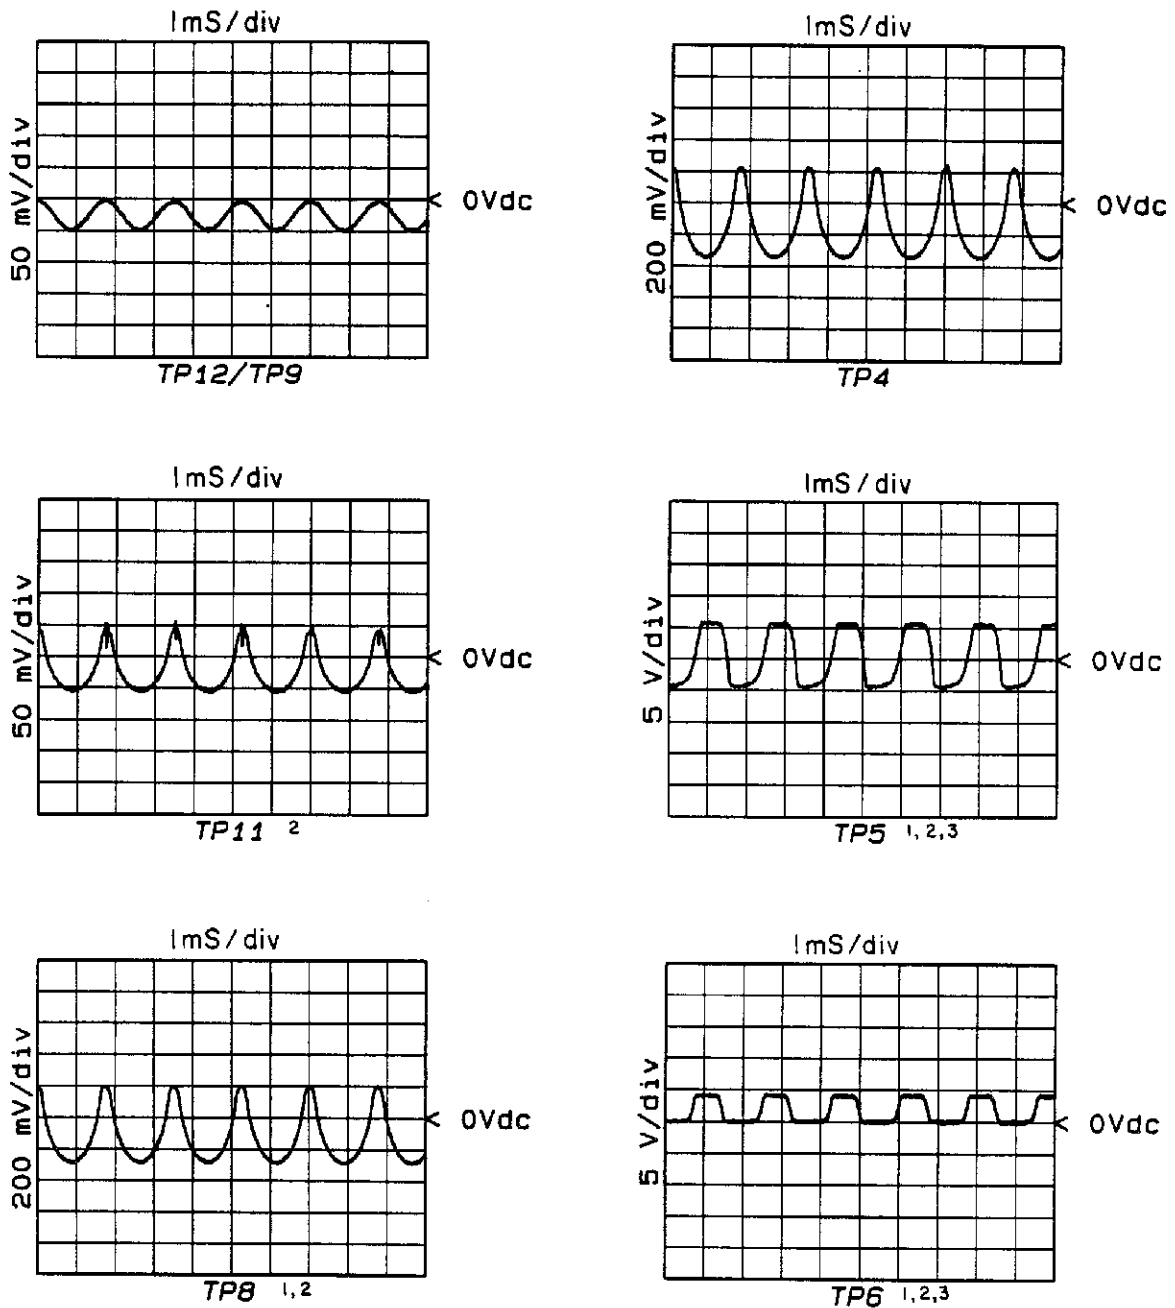 1mS/div
50 mV/div
< 0Vdc
TP12/TP9
1mS/div
200 mV/div
< 0Vdc
TP4
1mS/div
50 mV/div
< 0Vdc
TP11 2
1mS/div
5 V/div
< 0Vdc
TP5 1,2,3
1mS/div
200 mV/div
< 0Vdc
TP8 1,2
1mS/div
5 V/div
< 0Vdc
TP6 1,2,3